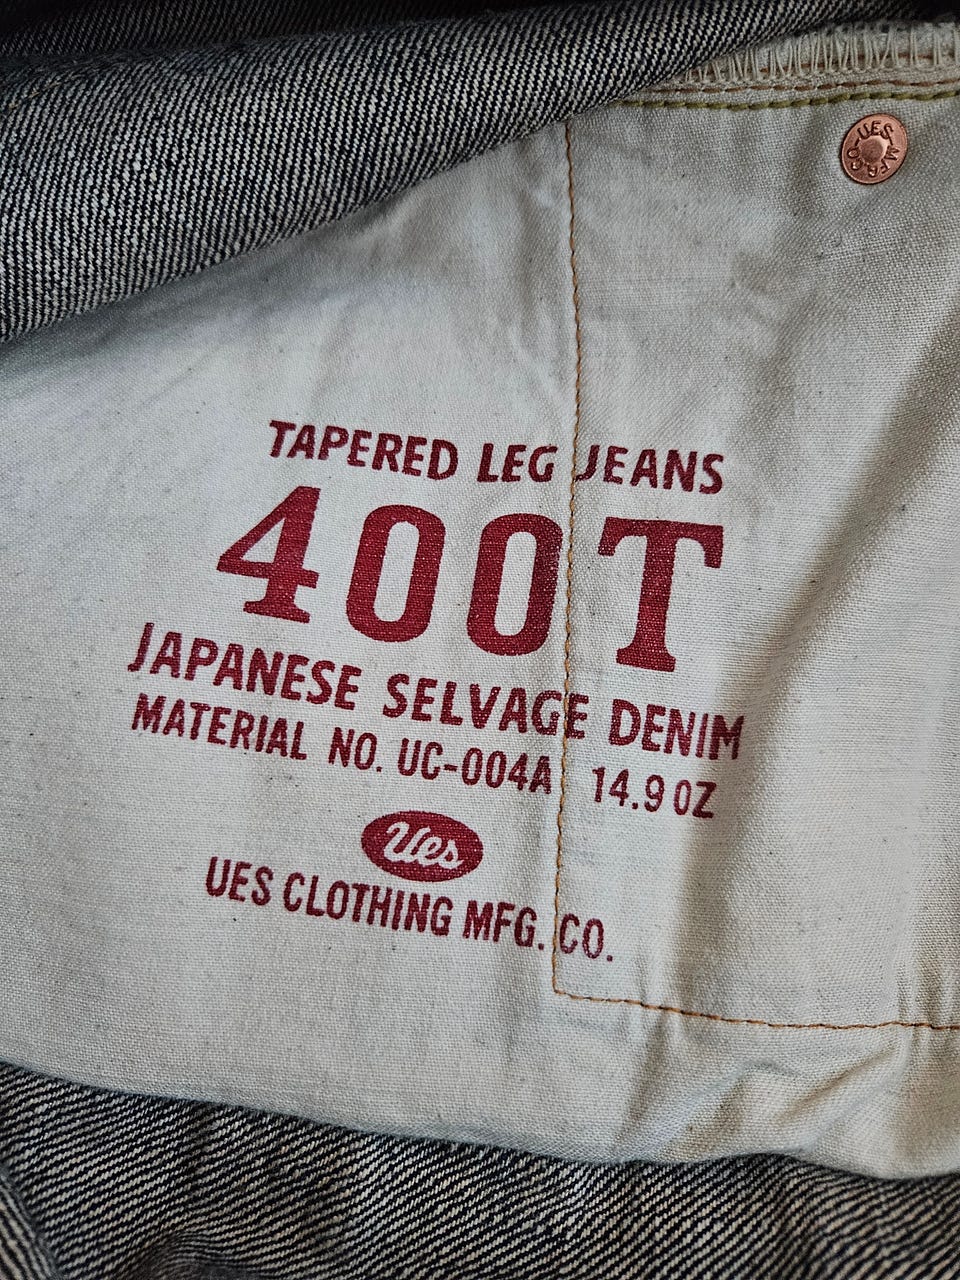 UES MFG.CO.
TAPERED LEG JEANS
400T
JAPANESE SELVAGE DENIM
MATERIAL NO. UC-004A 14.9 OZ
Ues
UES CLOTHING MFG. CO.